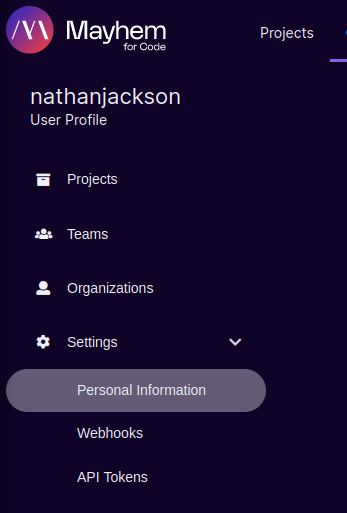 Mayhem
for Code
Projects
nathanjackson
User Profile
Projects
Teams
Organizations
Settings
Personal Information
Webhooks
API Tokens